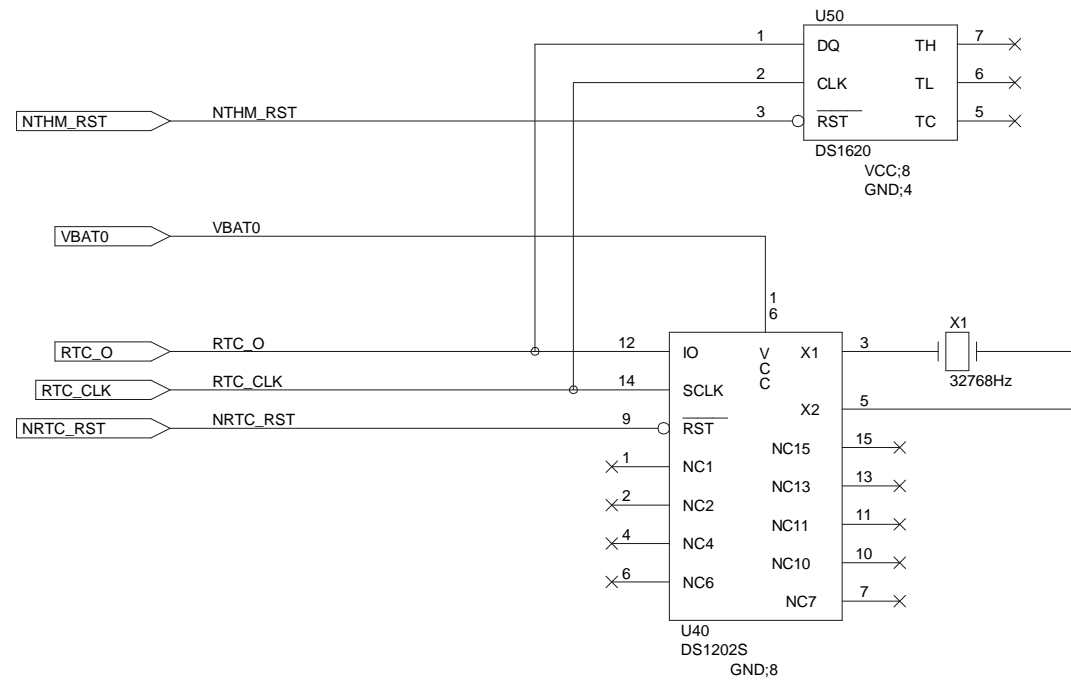 U50
1 DQ TH 7
2 CLK TL 6
NTHM_RST NTHM_RST 3 RST TC 5
DS1620
VCC;8
GND;4
VBAT0 VBAT0
1
6
X1
RTC_O RTC_O 12 IO VCC X1 3
32768Hz
RTC_CLK RTC_CLK 14 SCLK
X2 5
NRTC_RST NRTC_RST 9 RST
NC15 15
1 NC1
NC13 13
2 NC2
NC11 11
4 NC4
NC10 10
6 NC6
NC7 7
U40
DS1202S
GND;8